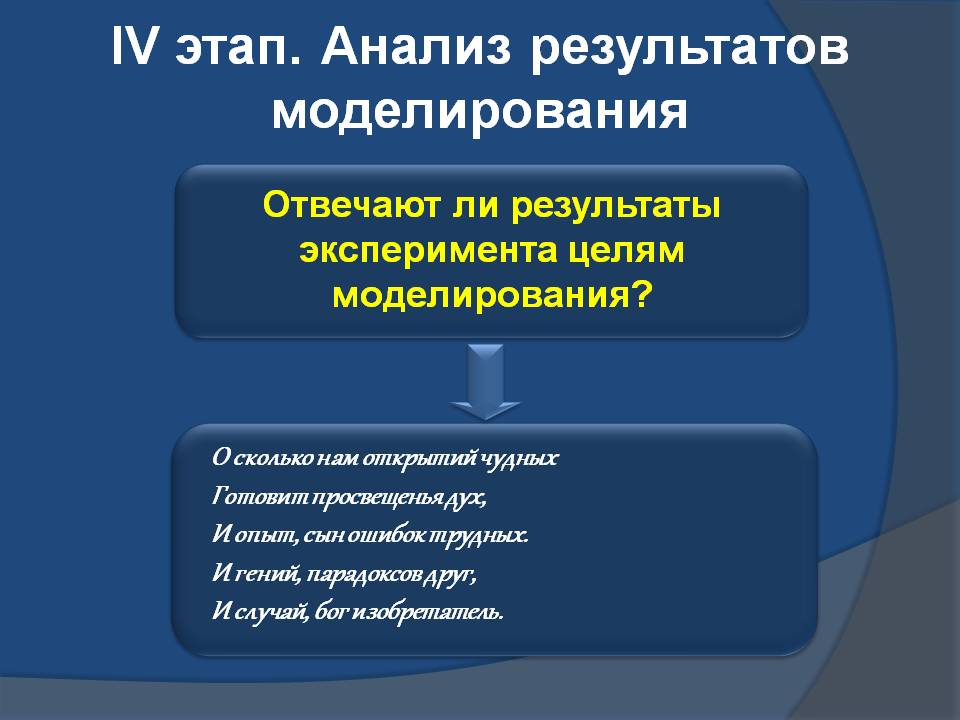 IV этап. Анализ результатов
моделирования
Отвечают ли результаты
эксперимента целям
моделирования?
О сколько нам открытий чудных
Готовит просвещенья дух,
И опыт, сын ошибок трудных.
И гений, парадоксов друг,
И случай, бог изобретатель.